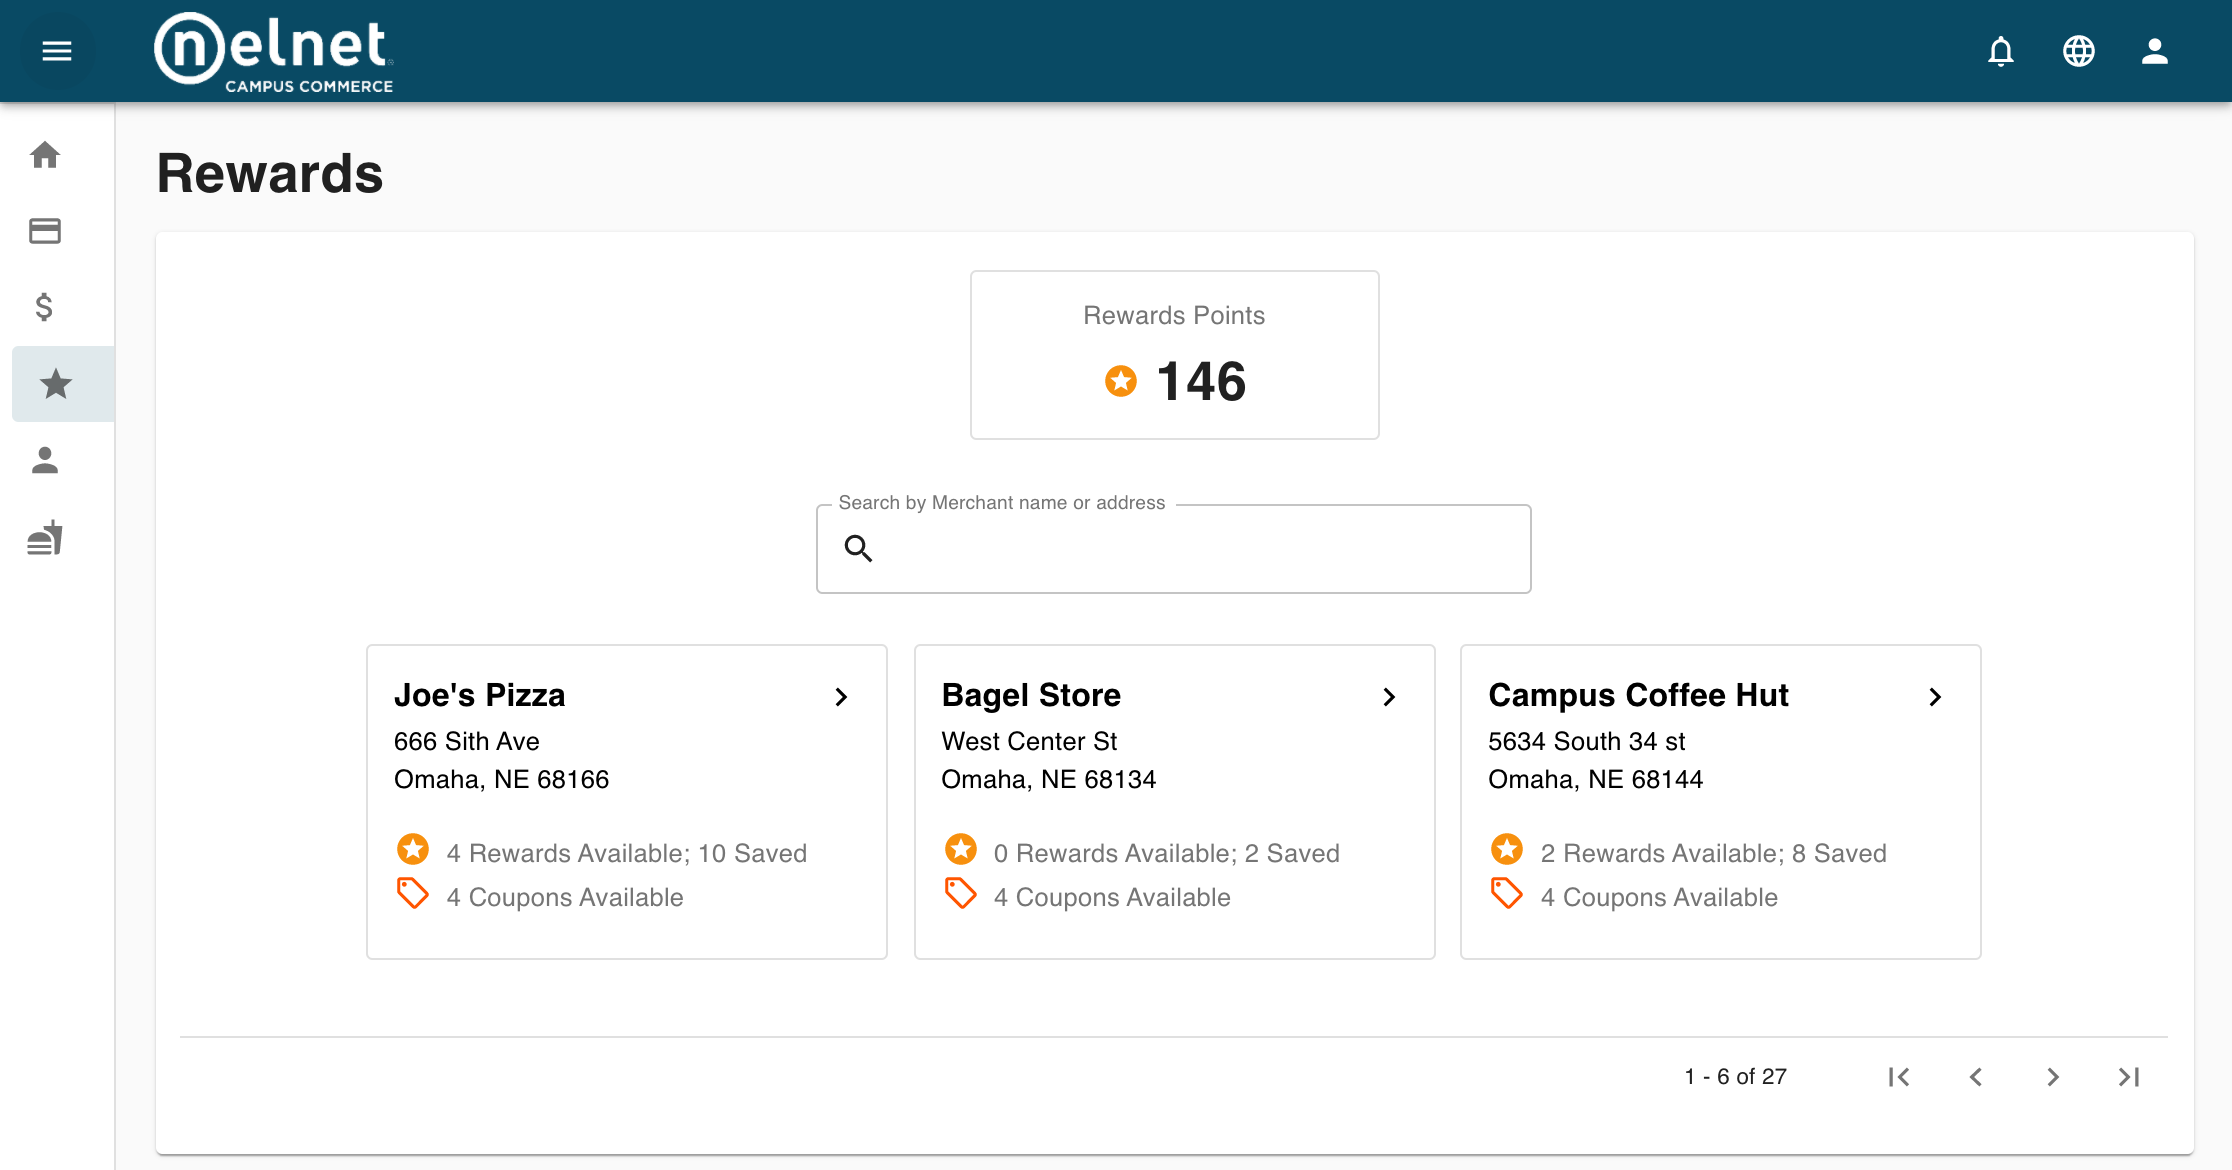 nelnet
CAMPUS COMMERCE
Rewards
Rewards Points
146
Search by Merchant name or address
Joe's Pizza
666 Sith Ave
Omaha, NE 68166
4 Rewards Available; 10 Saved
4 Coupons Available
Bagel Store
West Center St
Omaha, NE 68134
0 Rewards Available; 2 Saved
4 Coupons Available
Campus Coffee Hut
5634 South 34 st
Omaha, NE 68144
2 Rewards Available; 8 Saved
4 Coupons Available
1 - 6 of 27